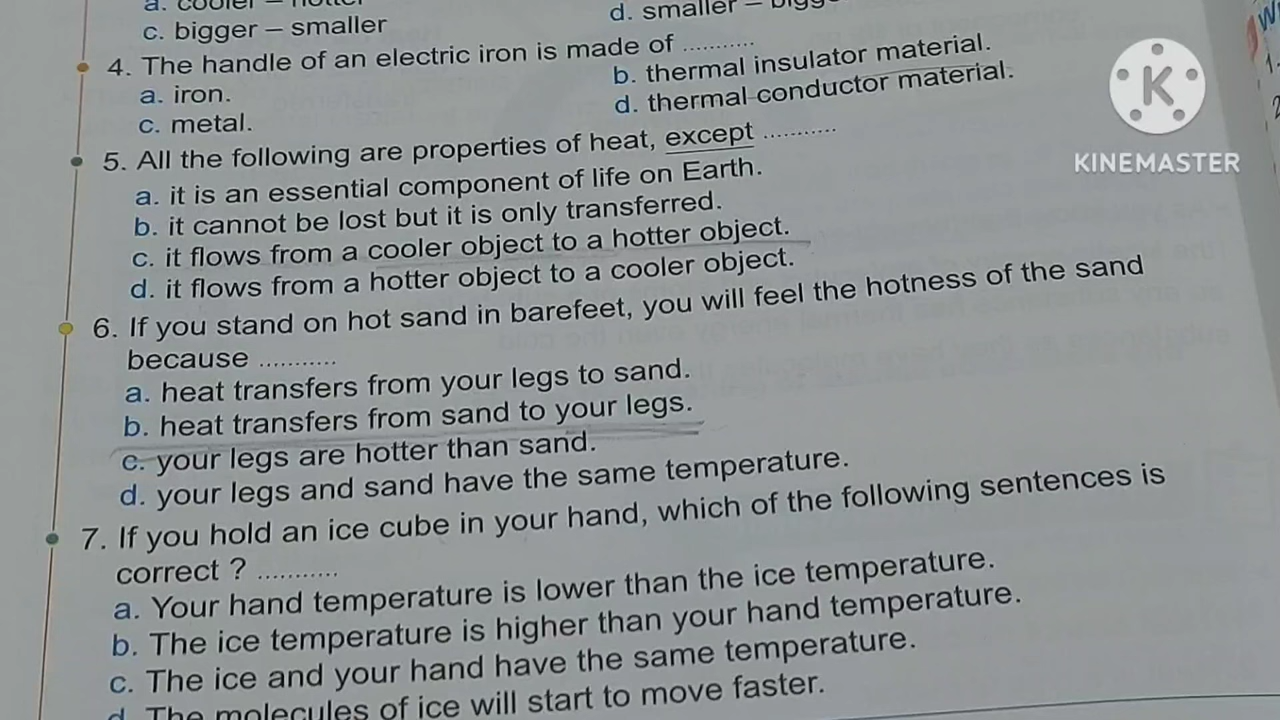 a. cooler – hotter
c. bigger – smaller
d. smaller –
4. The handle of an electric iron is made of ...........
a. iron.
b. thermal insulator material.
c. metal.
d. thermal conductor material.
5. All the following are properties of heat, except ...........
a. it is an essential component of life on Earth.
b. it cannot be lost but it is only transferred.
c. it flows from a cooler object to a hotter object.
d. it flows from a hotter object to a cooler object.
6. If you stand on hot sand in barefeet, you will feel the hotness of the sand
because ...........
a. heat transfers from your legs to sand.
b. heat transfers from sand to your legs.
c. your legs are hotter than sand.
d. your legs and sand have the same temperature.
7. If you hold an ice cube in your hand, which of the following sentences is
correct ? ...........
a. Your hand temperature is lower than the ice temperature.
b. The ice temperature is higher than your hand temperature.
c. The ice and your hand have the same temperature.
d. The molecules of ice will start to move faster.
K
KINEMASTER